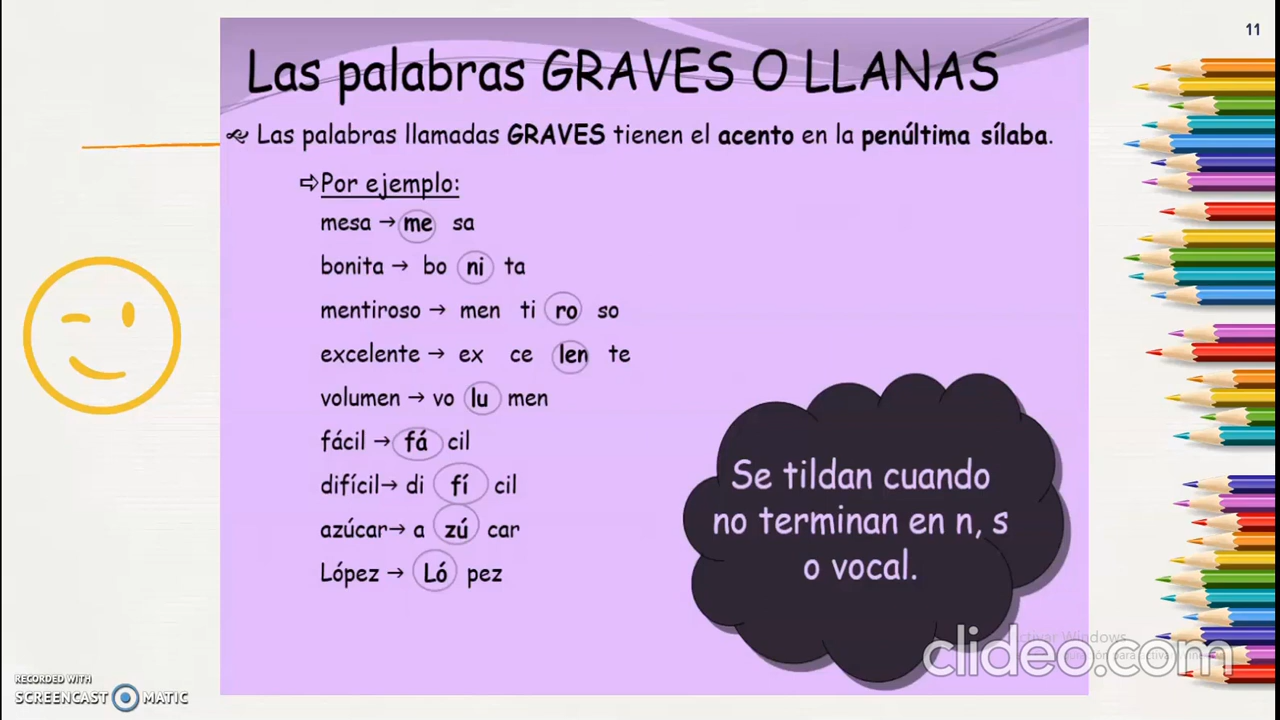 11
Las palabras GRAVES O LLANAS
Las palabras llamadas GRAVES tienen el acento en la penúltima sílaba.
⇨Por ejemplo:
mesa → me sa
bonita → bo ni ta
mentiroso → men ti ro so
excelente → ex ce len te
volumen → vo lu men
fácil → fá cil
difícil→ di fí cil
azúcar→ a zú car
López → Ló pez
Se tildan cuando
no terminan en n, s
o vocal.
Activar Windows
clideo.com
RECORDED WITH
SCREENCAST MATIC